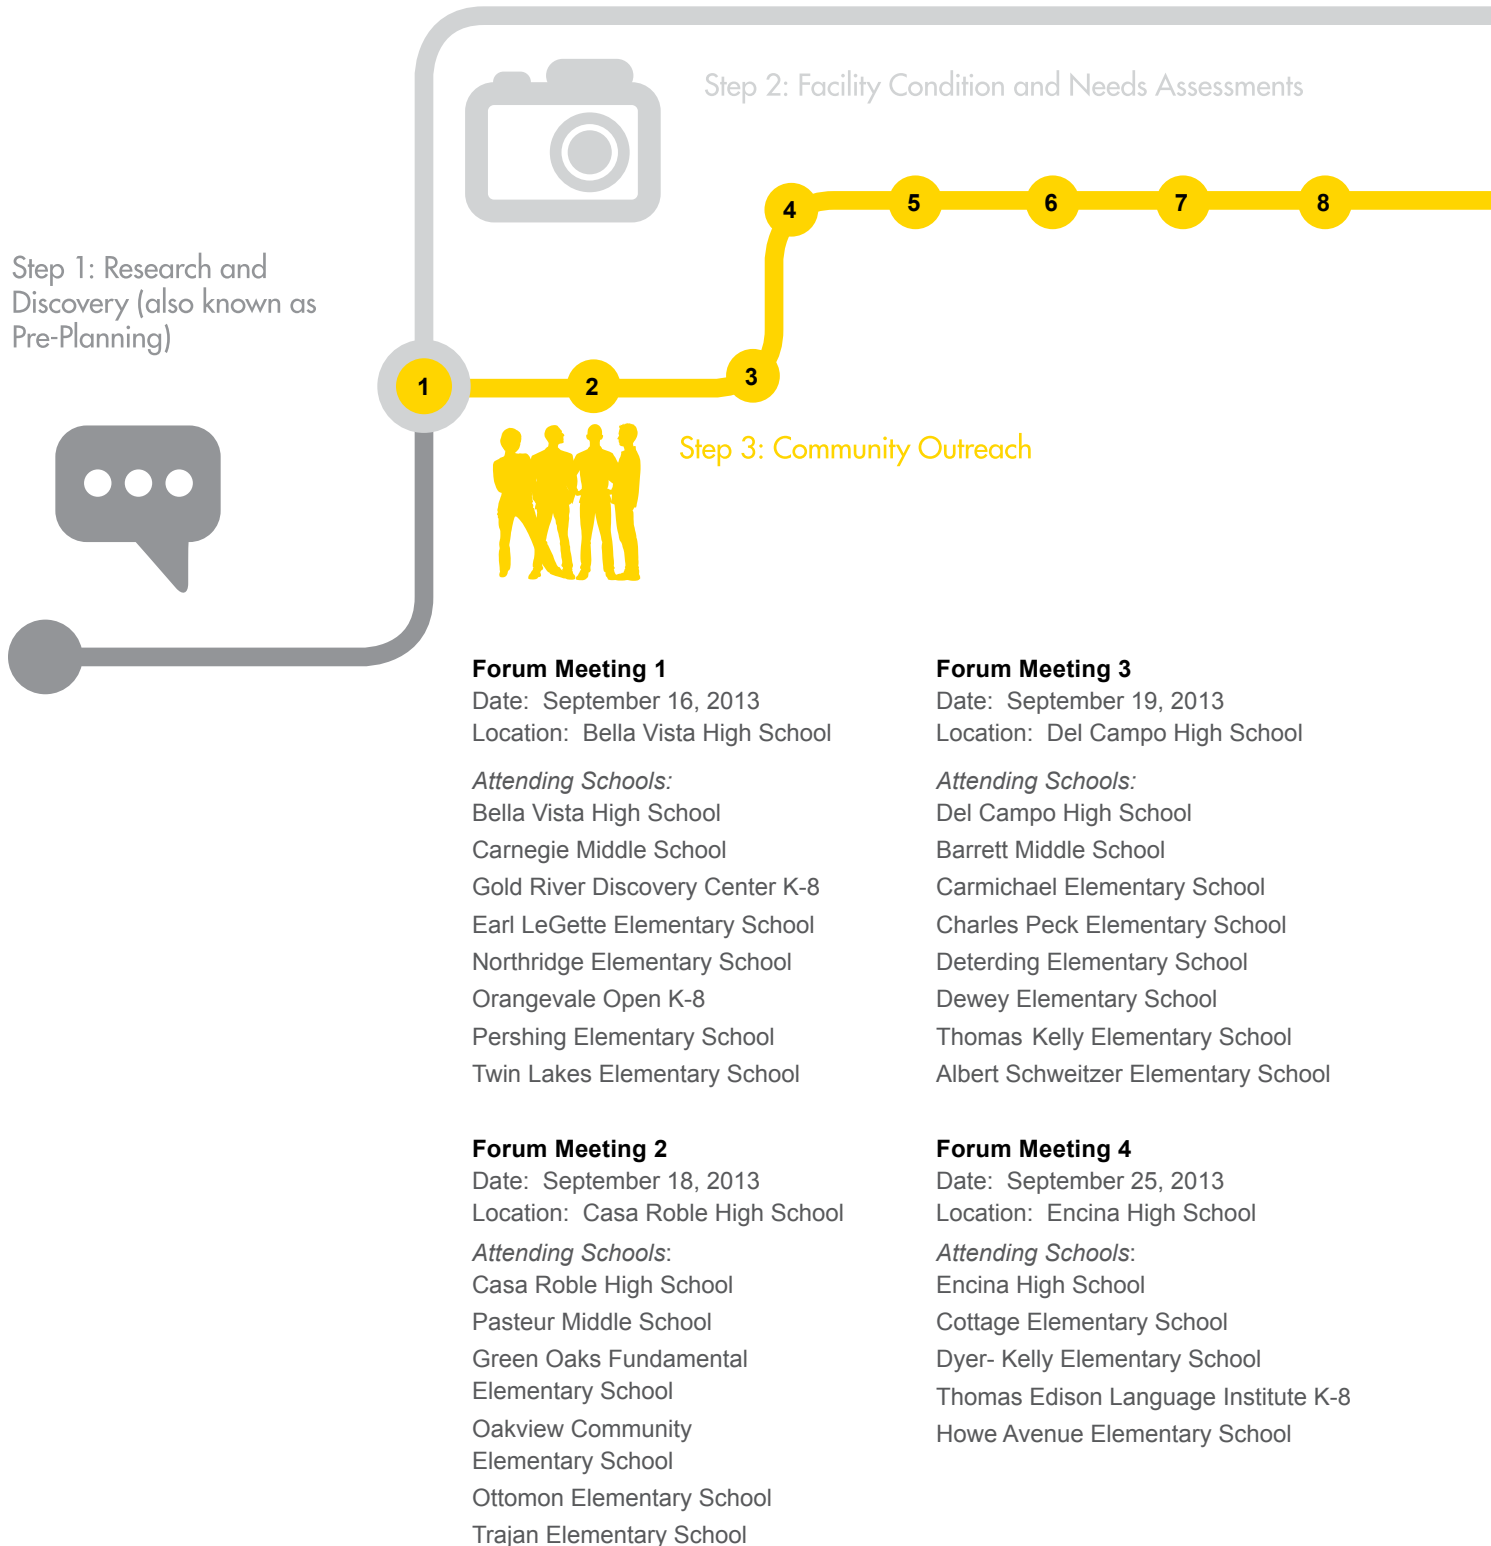 Step 2: Facility Condition and Needs Assessments
4
5
6
7
8
Step 1: Research and
Discovery (also known as
Pre-Planning)
1
2
3
Step 3: Community Outreach
Forum Meeting 1
Date: September 16, 2013
Location: Bella Vista High School
Attending Schools:
Bella Vista High School
Carnegie Middle School
Gold River Discovery Center K-8
Earl LeGette Elementary School
Northridge Elementary School
Orangevale Open K-8
Pershing Elementary School
Twin Lakes Elementary School
Forum Meeting 2
Date: September 18, 2013
Location: Casa Roble High School
Attending Schools:
Casa Roble High School
Pasteur Middle School
Green Oaks Fundamental
Elementary School
Oakview Community
Elementary School
Ottomon Elementary School
Trajan Elementary School
Forum Meeting 3
Date: September 19, 2013
Location: Del Campo High School
Attending Schools:
Del Campo High School
Barrett Middle School
Carmichael Elementary School
Charles Peck Elementary School
Deterding Elementary School
Dewey Elementary School
Thomas Kelly Elementary School
Albert Schweitzer Elementary School
Forum Meeting 4
Date: September 25, 2013
Location: Encina High School
Attending Schools:
Encina High School
Cottage Elementary School
Dyer- Kelly Elementary School
Thomas Edison Language Institute K-8
Howe Avenue Elementary School